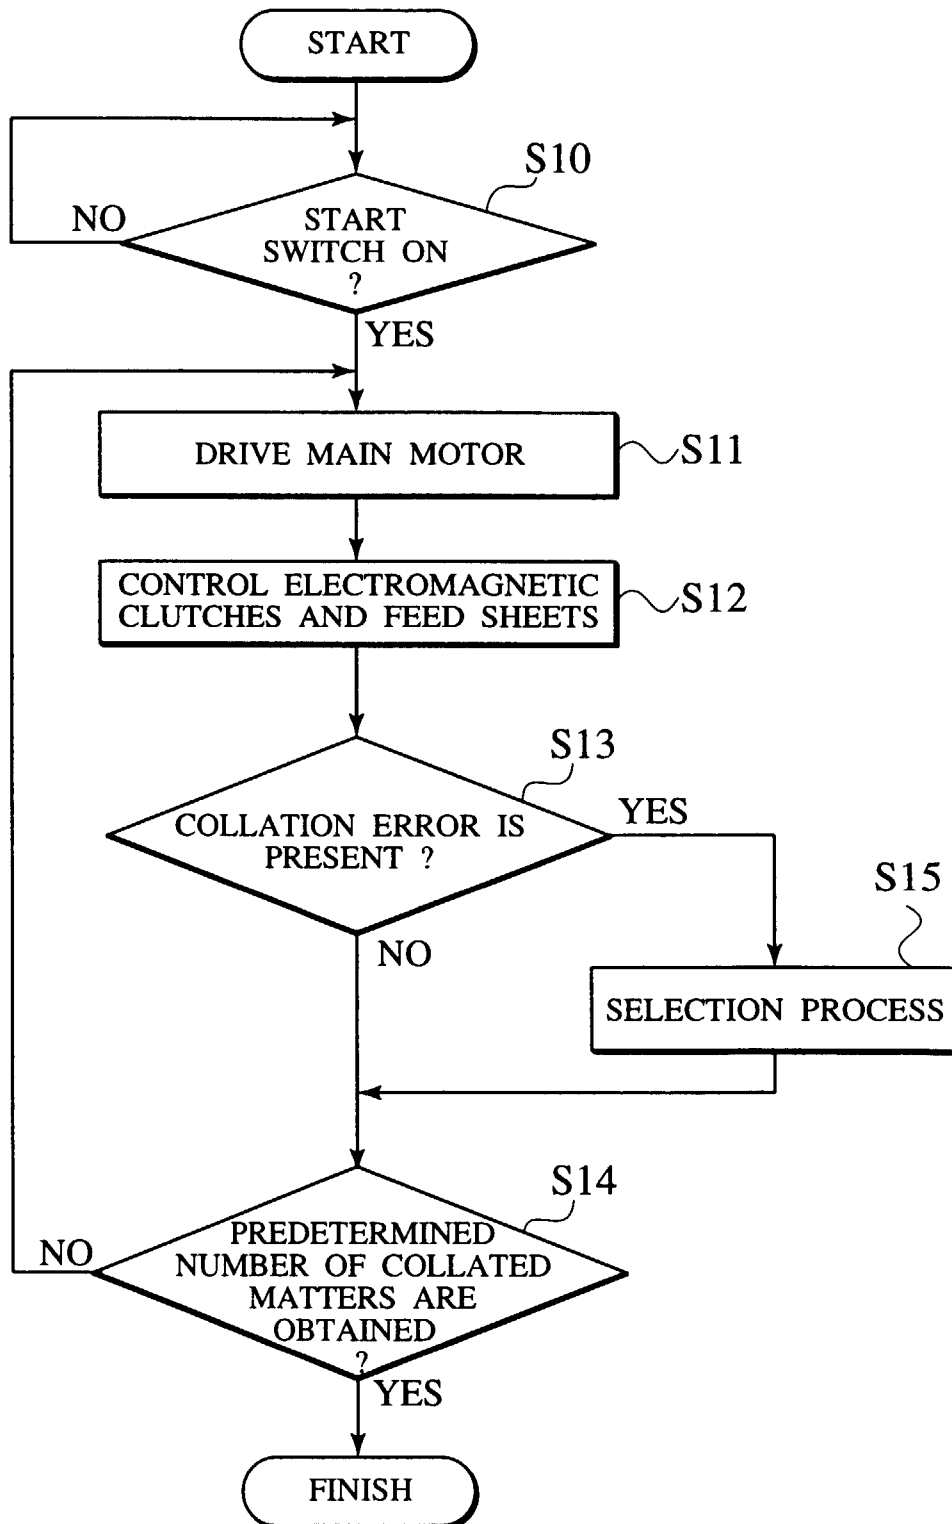 START
S10
NO
START
SWITCH ON
?
YES
DRIVE MAIN MOTOR
S11
CONTROL ELECTROMAGNETIC
CLUTCHES AND FEED SHEETS
S12
S13
YES
COLLATION ERROR IS
PRESENT ?
S15
NO
SELECTION PROCESS
S14
NO
PREDETERMINED
NUMBER OF COLLATED
MATTERS ARE
OBTAINED
?
YES
FINISH